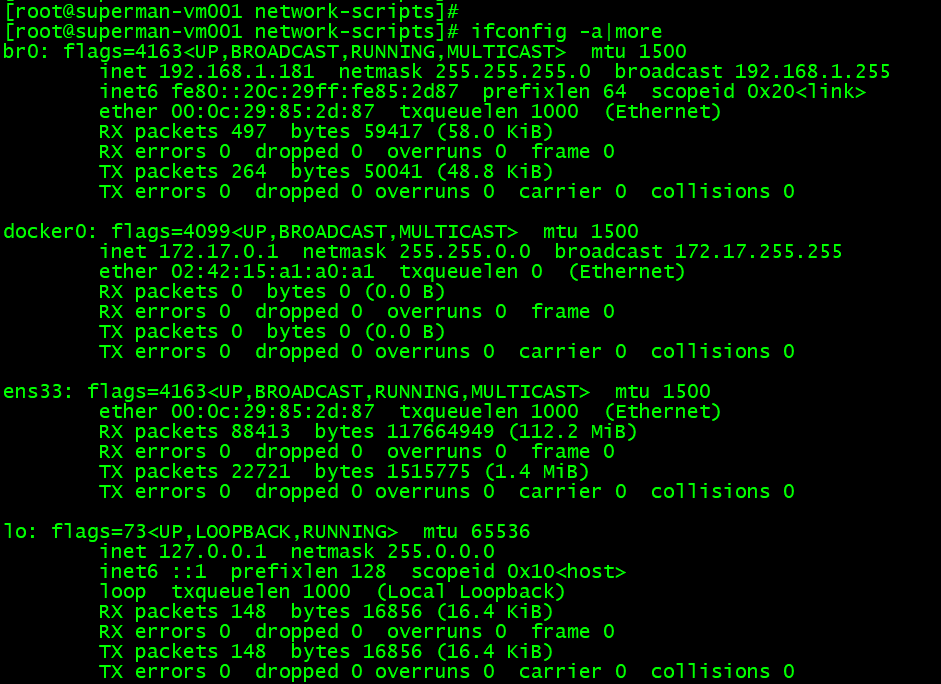 [root@superman-vm001 network-scripts]#
[root@superman-vm001 network-scripts]# ifconfig -a|more
br0: flags=4163<UP,BROADCAST,RUNNING,MULTICAST>  mtu 1500
        inet 192.168.1.181  netmask 255.255.255.0  broadcast 192.168.1.255
        inet6 fe80::20c:29ff:fe85:2d87  prefixlen 64  scopeid 0x20<link>
        ether 00:0c:29:85:2d:87  txqueuelen 1000  (Ethernet)
        RX packets 497  bytes 59417 (58.0 KiB)
        RX errors 0  dropped 0  overruns 0  frame 0
        TX packets 264  bytes 50041 (48.8 KiB)
        TX errors 0  dropped 0 overruns 0  carrier 0  collisions 0

docker0: flags=4099<UP,BROADCAST,MULTICAST>  mtu 1500
        inet 172.17.0.1  netmask 255.255.0.0  broadcast 172.17.255.255
        ether 02:42:15:a1:a0:a1  txqueuelen 0  (Ethernet)
        RX packets 0  bytes 0 (0.0 B)
        RX errors 0  dropped 0  overruns 0  frame 0
        TX packets 0  bytes 0 (0.0 B)
        TX errors 0  dropped 0 overruns 0  carrier 0  collisions 0

ens33: flags=4163<UP,BROADCAST,RUNNING,MULTICAST>  mtu 1500
        ether 00:0c:29:85:2d:87  txqueuelen 1000  (Ethernet)
        RX packets 88413  bytes 117664949 (112.2 MiB)
        RX errors 0  dropped 0  overruns 0  frame 0
        TX packets 22721  bytes 1515775 (1.4 MiB)
        TX errors 0  dropped 0 overruns 0  carrier 0  collisions 0

lo: flags=73<UP,LOOPBACK,RUNNING>  mtu 65536
        inet 127.0.0.1  netmask 255.0.0.0
        inet6 ::1  prefixlen 128  scopeid 0x10<host>
        loop  txqueuelen 1000  (Local Loopback)
        RX packets 148  bytes 16856 (16.4 KiB)
        RX errors 0  dropped 0  overruns 0  frame 0
        TX packets 148  bytes 16856 (16.4 KiB)
        TX errors 0  dropped 0 overruns 0  carrier 0  collisions 0